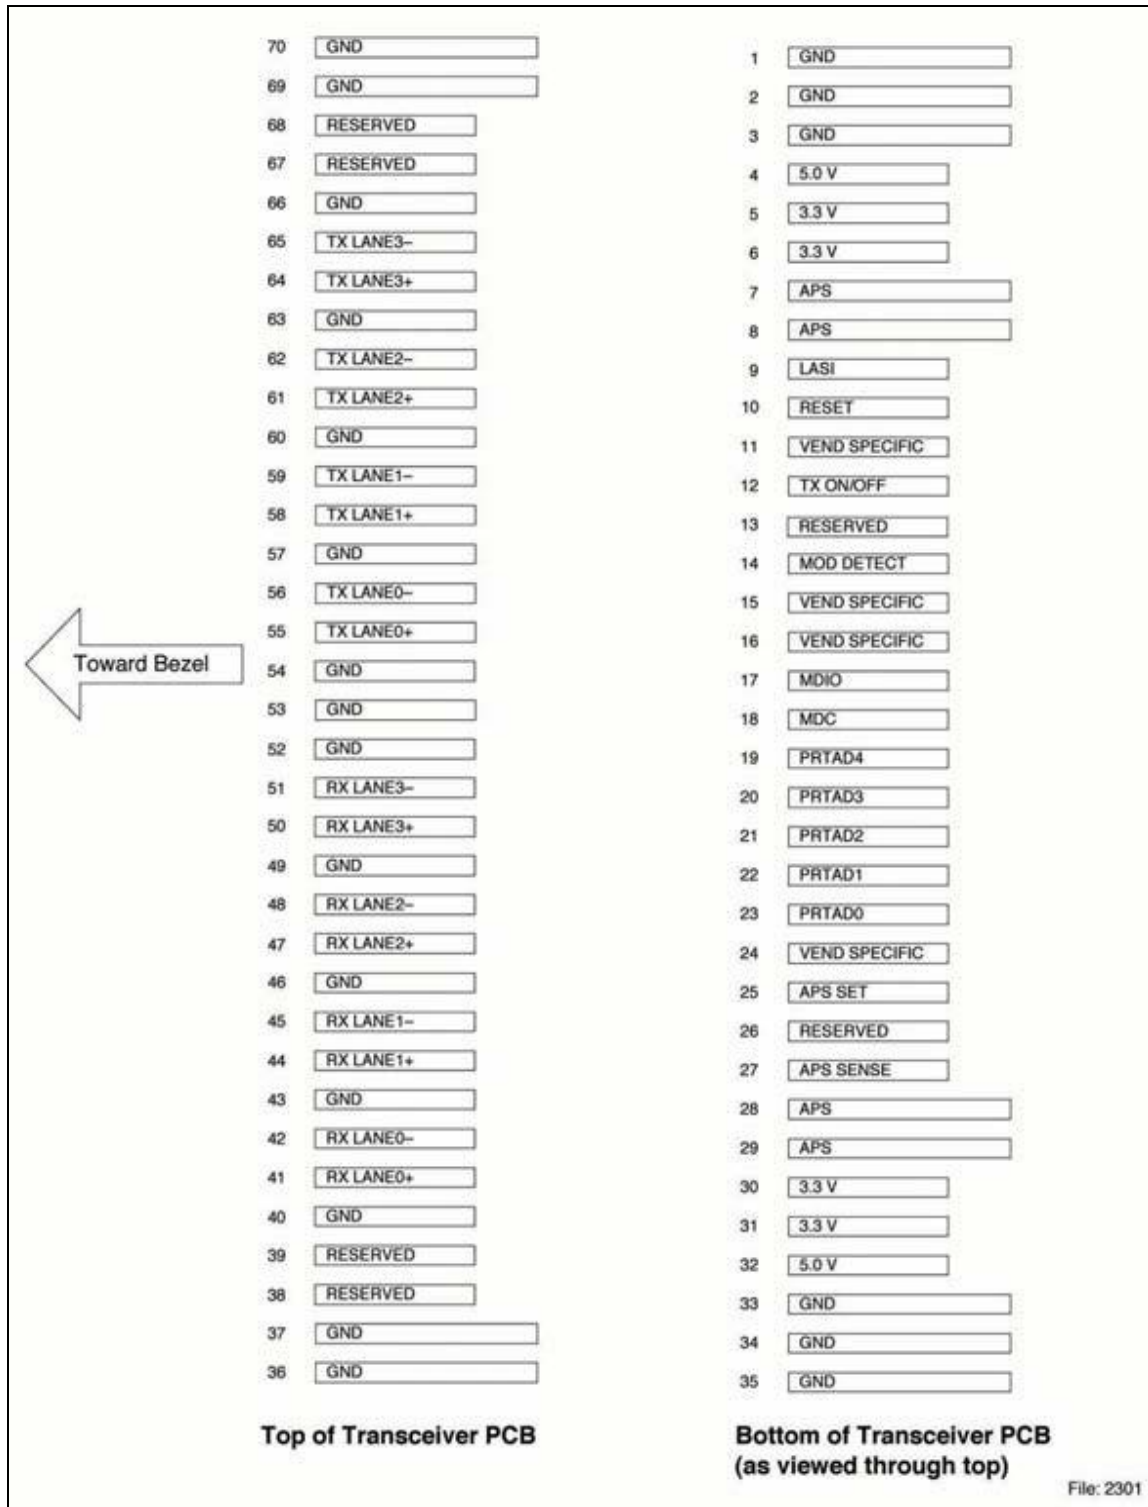 70 GND
69 GND
68 RESERVED
67 RESERVED
66 GND
65 TX LANE3–
64 TX LANE3+
63 GND
62 TX LANE2–
61 TX LANE2+
60 GND
59 TX LANE1–
58 TX LANE1+
57 GND
56 TX LANE0–
55 TX LANE0+
Toward Bezel
54 GND
53 GND
52 GND
51 RX LANE3–
50 RX LANE3+
49 GND
48 RX LANE2–
47 RX LANE2+
46 GND
45 RX LANE1–
44 RX LANE1+
43 GND
42 RX LANE0–
41 RX LANE0+
40 GND
39 RESERVED
38 RESERVED
37 GND
36 GND
Top of Transceiver PCB
1 GND
2 GND
3 GND
4 5.0 V
5 3.3 V
6 3.3 V
7 APS
8 APS
9 LASI
10 RESET
11 VEND SPECIFIC
12 TX ON/OFF
13 RESERVED
14 MOD DETECT
15 VEND SPECIFIC
16 VEND SPECIFIC
17 MDIO
18 MDC
19 PRTAD4
20 PRTAD3
21 PRTAD2
22 PRTAD1
23 PRTAD0
24 VEND SPECIFIC
25 APS SET
26 RESERVED
27 APS SENSE
28 APS
29 APS
30 3.3 V
31 3.3 V
32 5.0 V
33 GND
34 GND
35 GND
Bottom of Transceiver PCB
(as viewed through top)
File: 2301